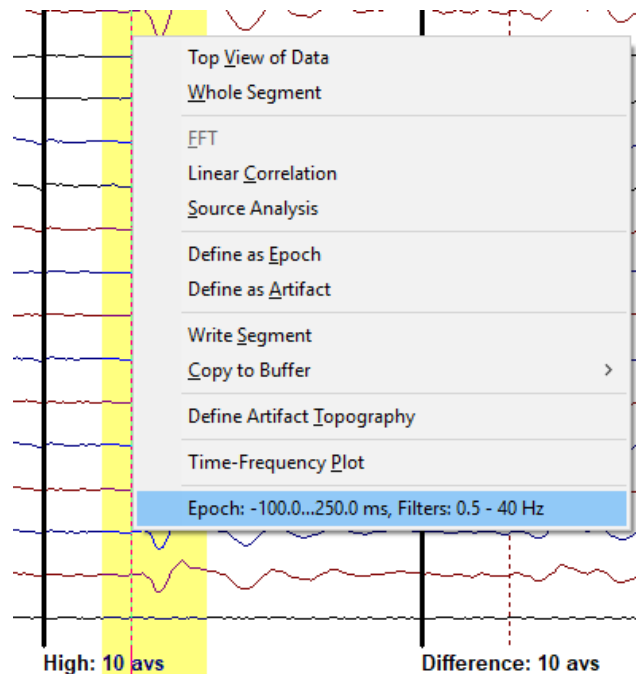 Top View of Data
Whole Segment
FFT
Linear Correlation
Source Analysis
Define as Epoch
Define as Artifact
Write Segment
Copy to Buffer
Define Artifact Topography
Time-Frequency Plot
Epoch: -100.0...250.0 ms, Filters: 0.5 - 40 Hz
High: 10 avs
Difference: 10 avs